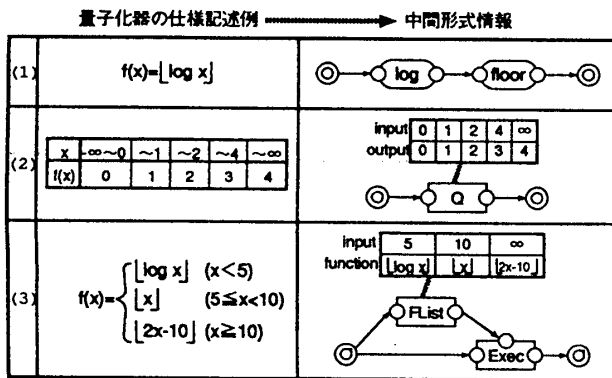 量子化器の仕様記述例 中間形式情報
(1) f(x)=⌊log x⌋ log floor
(2)
x -∞~0 ~1 ~2 ~4 ~∞
f(x) 0 1 2 3 4
input 0 1 2 4 ∞
output 0 1 2 3 4
Q
(3)
f(x)={
⌊log x⌋ (x<5)
⌊x⌋ (5≦x<10)
⌊2x-10⌋ (x≧10)
input 5 10 ∞
function ⌊log x⌋ ⌊x⌋ ⌊2x-10⌋
FList
Exec